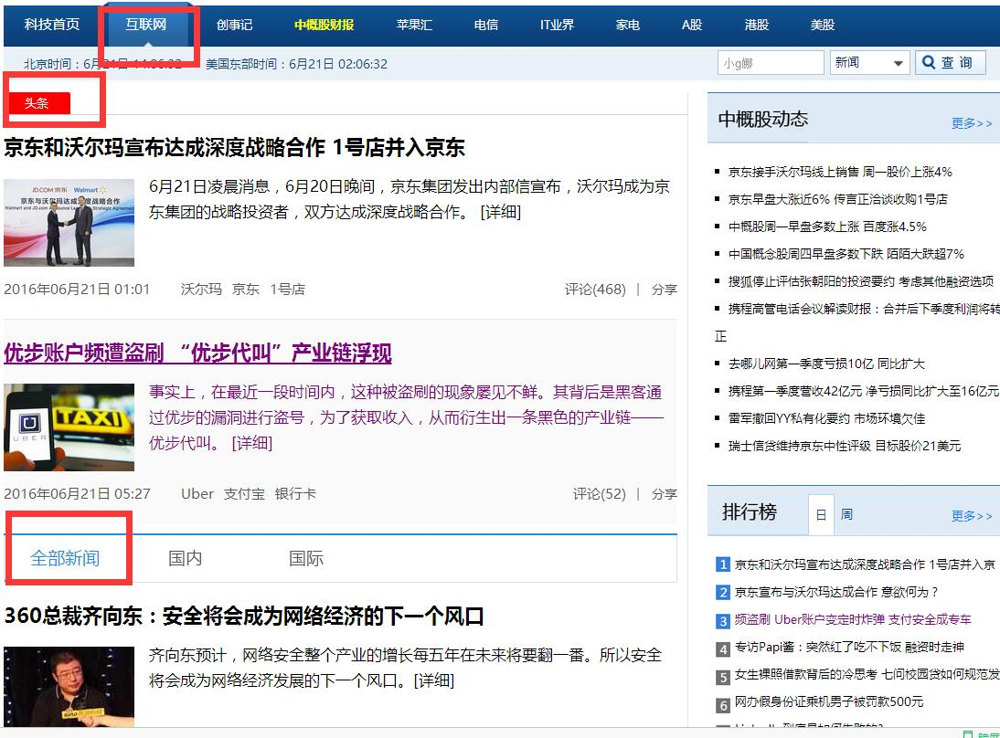 科技首页 互联网 创事记 中概股财报 苹果汇 电信 IT业界 家电 A股 港股 美股
北京时间：6月21日 14:06:32 美国东部时间：6月21日 02:06:32
小g娜 新闻 查 询
头条
京东和沃尔玛宣布达成深度战略合作 1号店并入京东
JD.COM 京东 Walmart
京东与沃尔玛达成深度战略合作
6月21日凌晨消息，6月20日晚间，京东集团发出内部信宣布，沃尔玛成为京
东集团的战略投资者，双方达成深度战略合作。 [详细]
2016年06月21日 01:01 沃尔玛 京东 1号店 评论(468) | 分享
优步账户频遭盗刷 “优步代叫”产业链浮现
UBER
TAXI
事实上，在最近一段时间内，这种被盗刷的现象屡见不鲜。其背后是黑客通
过优步的漏洞进行盗号，为了获取收入，从而衍生出一条黑色的产业链——
优步代叫。 [详细]
2016年06月21日 05:27 Uber 支付宝 银行卡 评论(52) | 分享
全部新闻 国内 国际
360总裁齐向东：安全将会成为网络经济的下一个风口
齐向东预计，网络安全整个产业的增长每五年在未来将要翻一番。所以安全
将会成为网络经济发展的下一个风口。[详细]
中概股动态 更多>>
京东接手沃尔玛线上销售 周一股价上涨4%
京东早盘大涨近6% 传言正洽谈收购1号店
中概股周一早盘多数上涨 百度涨4.5%
中国概念股周四早盘多数下跌 陌陌大跌超7%
搜狐停止评估张朝阳的投资要约 考虑其他融资选项
携程高管电话会议解读财报：合并后下季度利润将转
正
去哪儿网第一季度亏损10亿 同比扩大
携程第一季度营收42亿元 净亏损同比扩大至16亿元
雷军撤回YY私有化要约 市场环境欠佳
瑞士信贷维持京东中性评级 目标股价21美元
排行榜 日 周 更多>>
1 京东和沃尔玛宣布达成深度战略合作 1号店并入京
2 京东宣布与沃尔玛达成合作 意欲何为？
3 频盗刷 Uber账户变定时炸弹 支付安全成专车
4 专访Papi酱：突然红了吃不下饭 融资时走神
5 女生裸照借款背后的冷思考 七问校园贷如何规范发
6 网办假身份证乘机男子被罚款500元